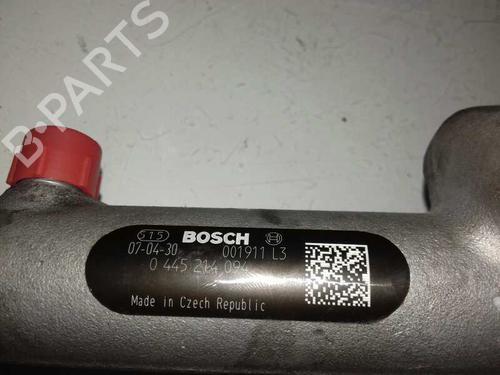 B-PARTS
515 BOSCH
07-04-30 001911 L3
0 445 214 094
Made in Czech Republic